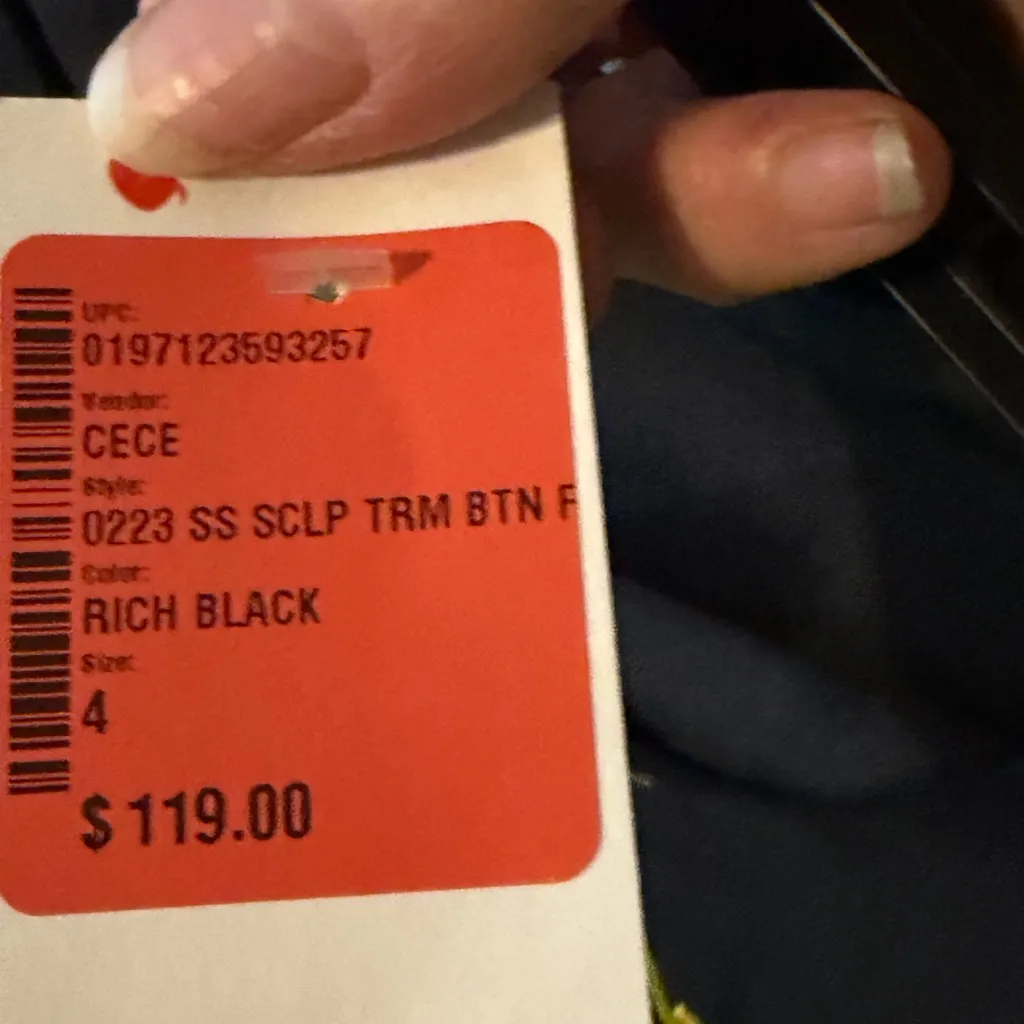 UPC:
0197123593257
Vendor:
CECE
Style:
0223 SS SCLP TRM BTN F
Color:
RICH BLACK
Size:
4
$119.00